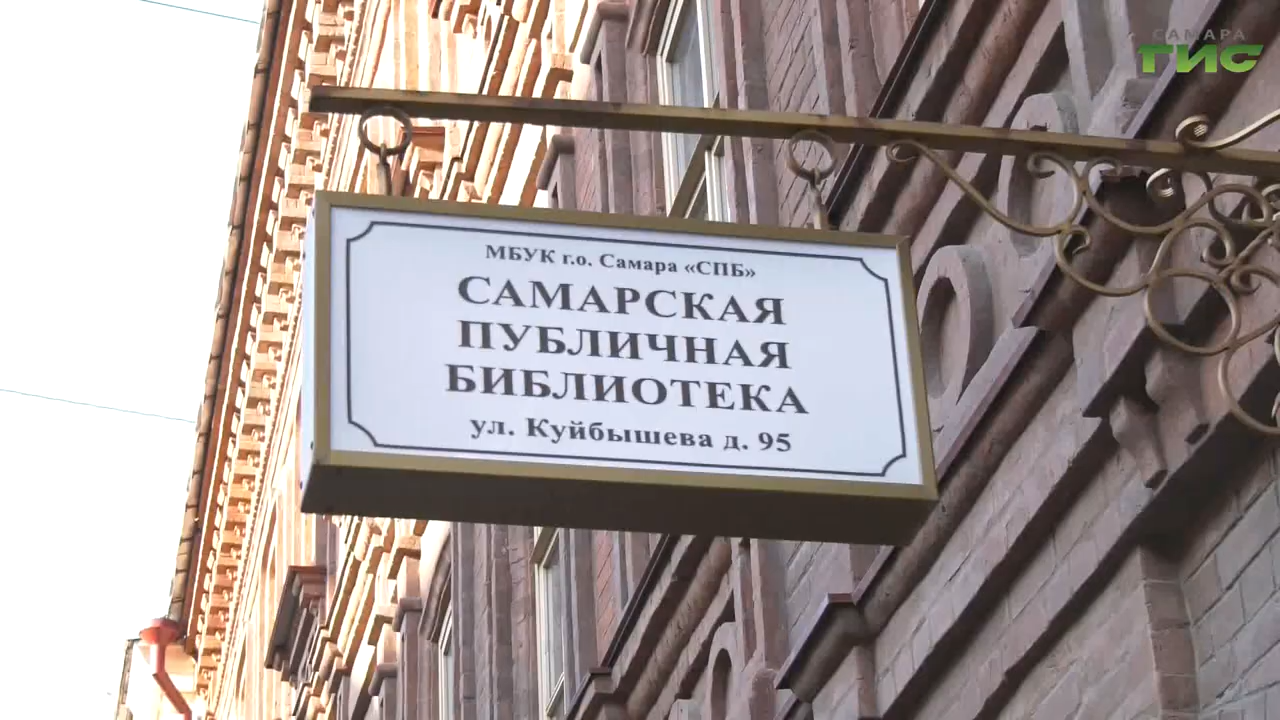 САМАРА
ГИС
МБУК г.о. Самара «СПБ»
САМАРСКАЯ
ПУБЛИЧНАЯ
БИБЛИОТЕКА
ул. Куйбышева д. 95